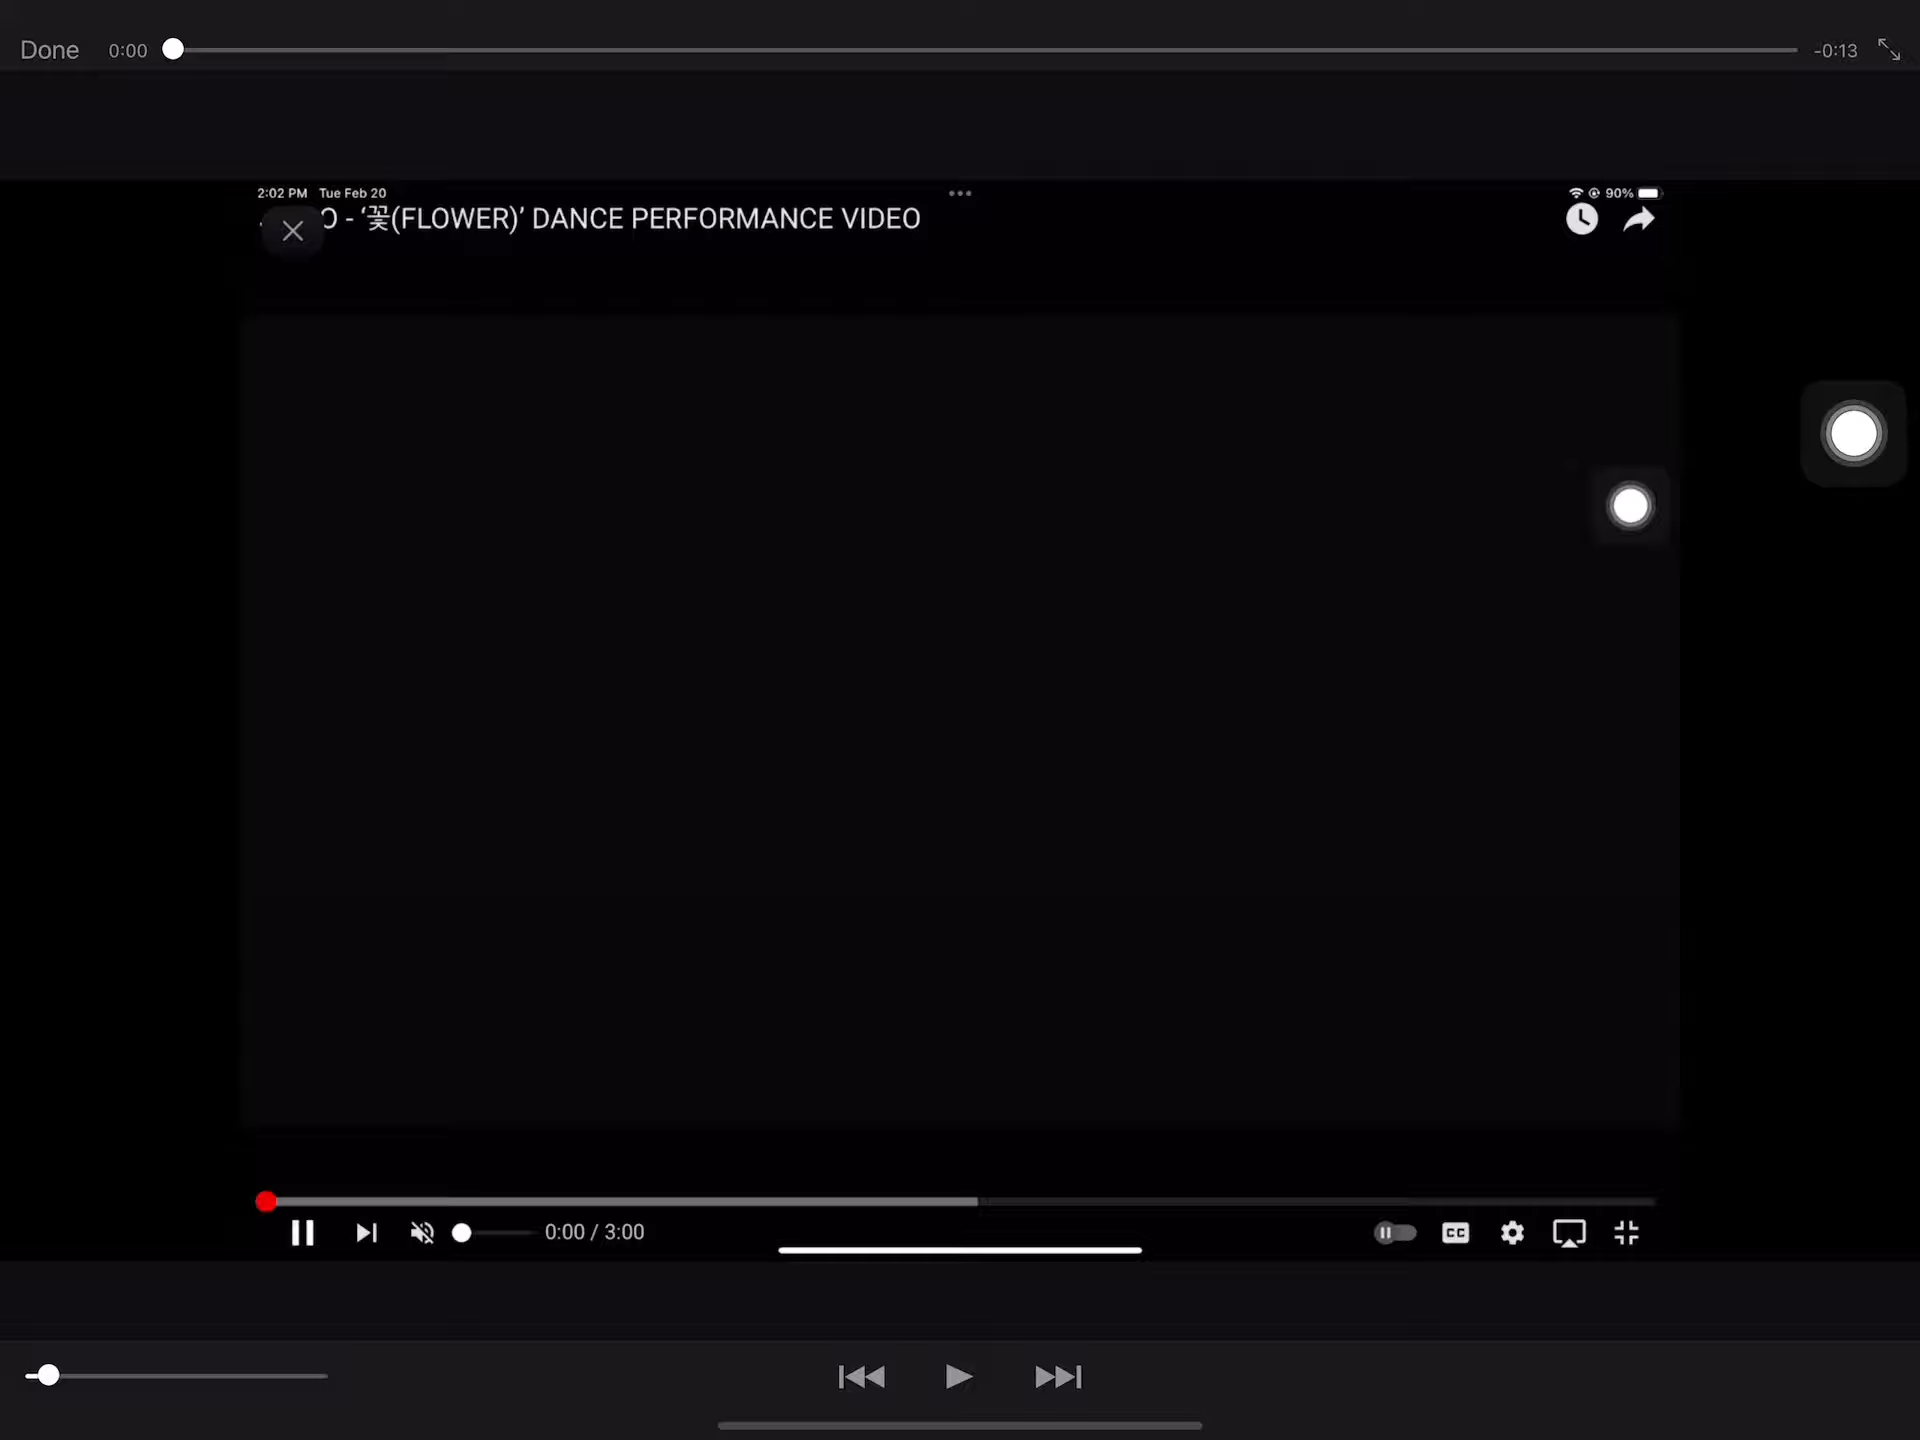 Done 0:00 -0:13
2:02 PM Tue Feb 20 90%
O - ‘꽃(FLOWER)’ DANCE PERFORMANCE VIDEO
0:00 / 3:00 CC